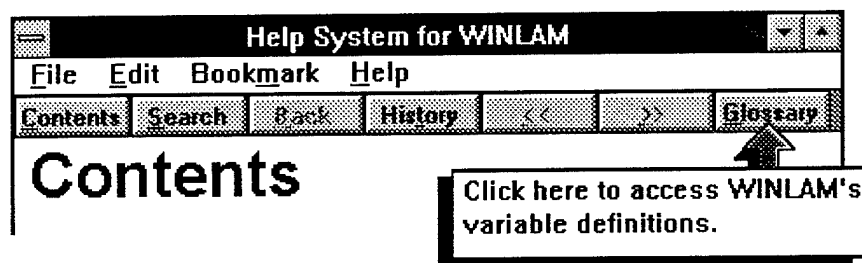 Help System for WINLAM
File Edit Bookmark Help
Contents Search Back History << >> Glossary
Contents
Click here to access WINLAM's
variable definitions.